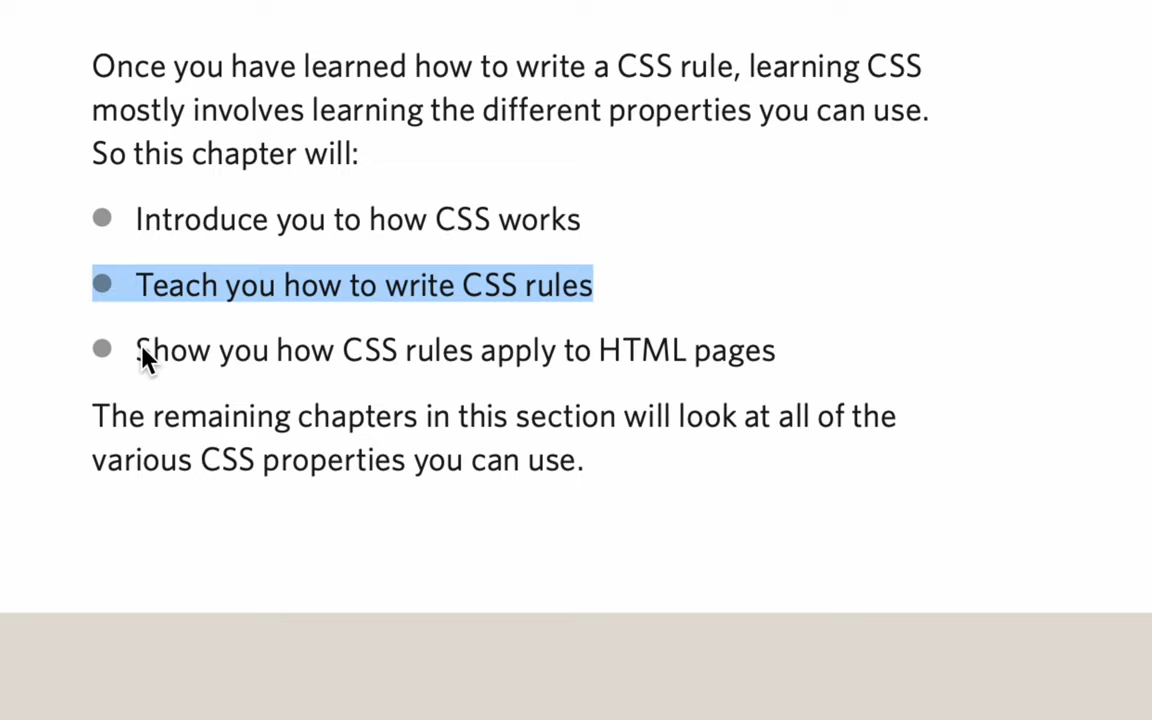 Once you have learned how to write a CSS rule, learning CSS
mostly involves learning the different properties you can use.
So this chapter will:
Introduce you to how CSS works
Teach you how to write CSS rules
Show you how CSS rules apply to HTML pages
The remaining chapters in this section will look at all of the
various CSS properties you can use.